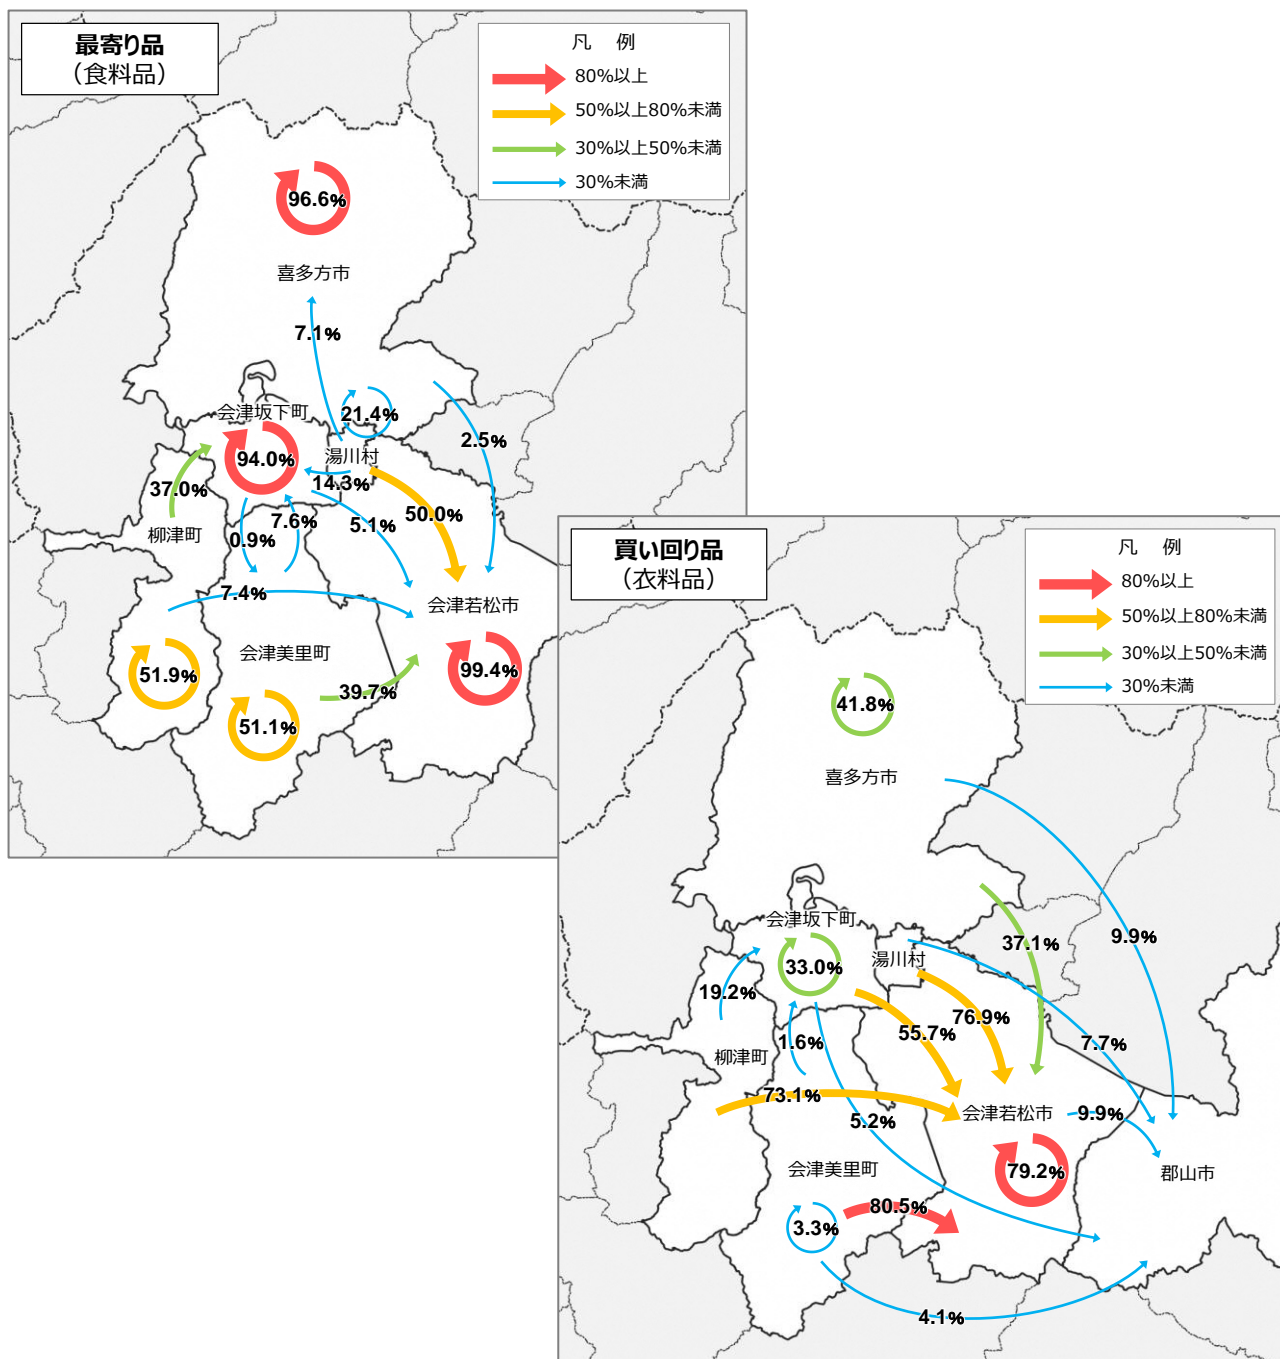 最寄り品
（食料品）
凡 例
80%以上
50%以上80%未満
30%以上50%未満
30%未満
96.6%
喜多方市
7.1%
会津坂下町
21.4%
2.5%
94.0%
湯川村
14.3%
37.0%
50.0%
7.6%
5.1%
柳津町
0.9%
7.4%
会津若松市
会津美里町
51.9%
99.4%
39.7%
51.1%
買い回り品
（衣料品）
凡 例
80%以上
50%以上80%未満
30%以上50%未満
30%未満
41.8%
喜多方市
会津坂下町
9.9%
37.1%
湯川村
33.0%
19.2%
76.9%
55.7%
1.6%
7.7%
柳津町
73.1%
会津若松市
9.9%
5.2%
会津美里町
79.2%
郡山市
80.5%
3.3%
4.1%